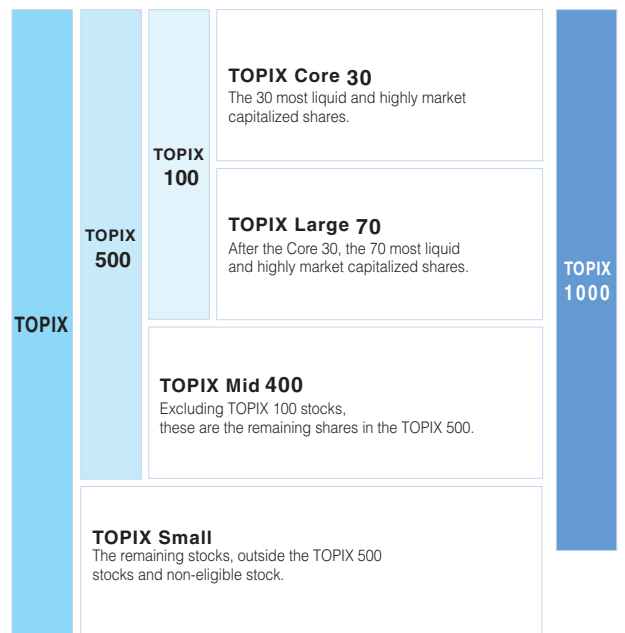 TOPIX
TOPIX
500
TOPIX
100
TOPIX Core 30
The 30 most liquid and highly market
capitalized shares.
TOPIX Large 70
After the Core 30, the 70 most liquid
and highly market capitalized shares.
TOPIX Mid 400
Excluding TOPIX 100 stocks,
these are the remaining shares in the TOPIX 500.
TOPIX Small
The remaining stocks, outside the TOPIX 500
stocks and non-eligible stock.
TOPIX
1000